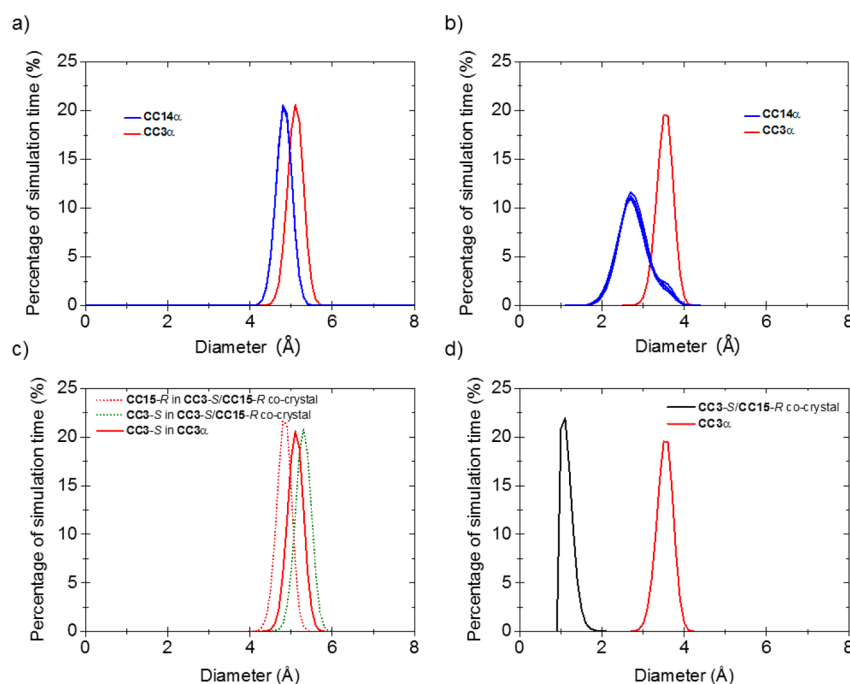 a)
Percentage of simulation time (%)
25
20
15
10
5
0
CC14α
CC3α
0 2 4 6 8
Diameter (Å)
b)
Percentage of simulation time (%)
25
20
15
10
5
0
CC14α
CC3α
0 2 4 6 8
Diameter (Å)
c)
Percentage of simulation time (%)
25
20
15
10
5
0
CC15-R in CC3-S/CC15-R co-crystal
CC3-S in CC3-S/CC15-R co-crystal
CC3-S in CC3α
0 2 4 6 8
Diameter (Å)
d)
Percentage of simulation time (%)
25
20
15
10
5
0
CC3-S/CC15-R co-crystal
CC3α
0 2 4 6 8
Diameter (Å)